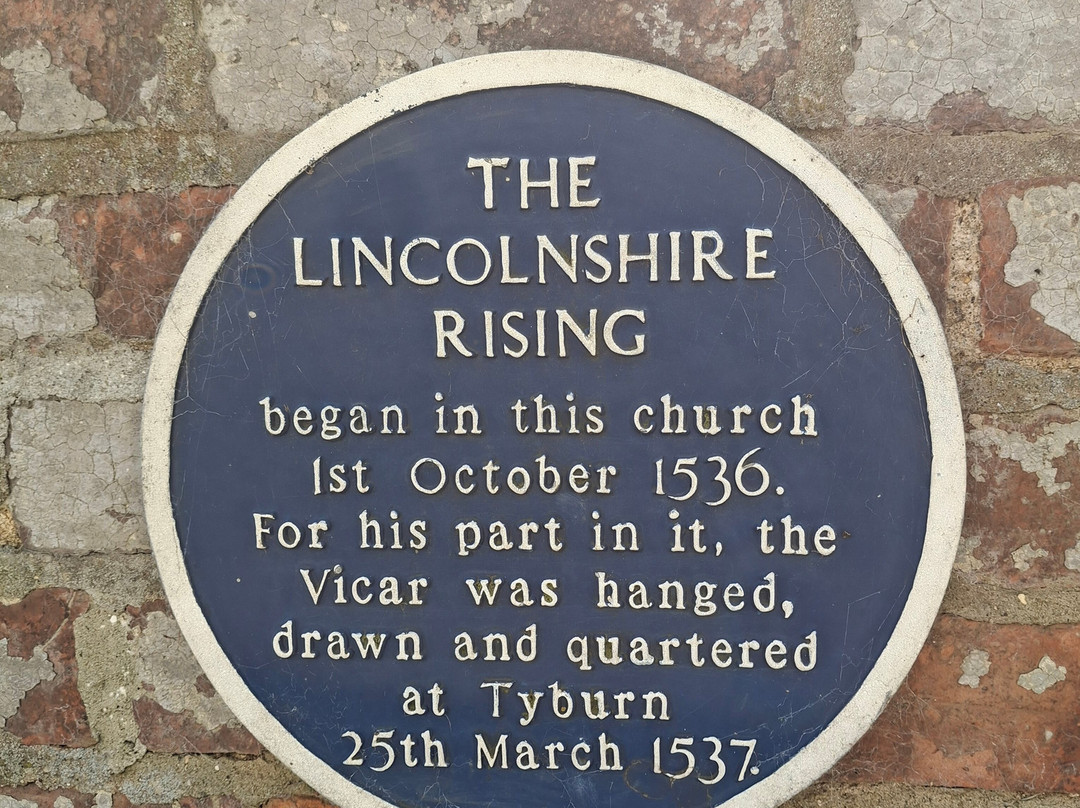 THE
LINCOLNSHIRE
RISING
began in this church
1st October 1536.
For his part in it, the
Vicar was hanged,
drawn and quartered
at Tyburn
25th March 1537.